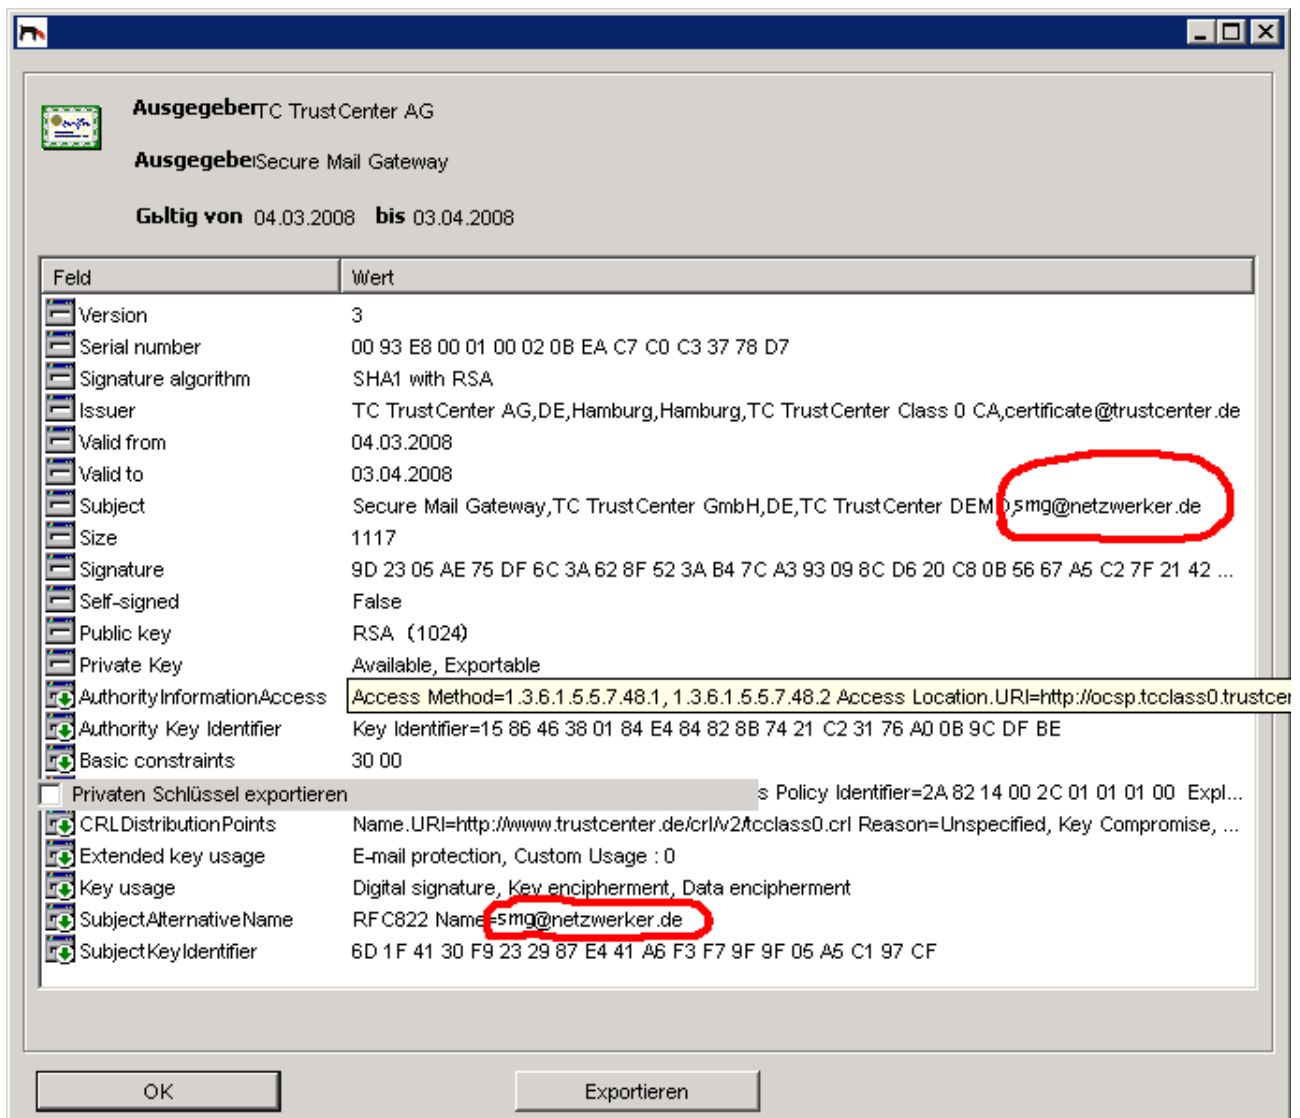 Ausgegeben TC TrustCenter AG
Ausgegebe Secure Mail Gateway
Gьltig von 04.03.2008 bis 03.04.2008
Feld Wert
Version 3
Serial number 00 93 E8 00 01 00 02 0B EA C7 C0 C3 37 78 D7
Signature algorithm SHA1 with RSA
Issuer TC TrustCenter AG,DE,Hamburg,Hamburg,TC TrustCenter Class 0 CA,certificate@trustcenter.de
Valid from 04.03.2008
Valid to 03.04.2008
Subject Secure Mail Gateway,TC TrustCenter GmbH,DE,TC TrustCenter DEMO,smg@netzwerker.de
Size 1117
Signature 9D 23 05 AE 75 DF 6C 3A 62 8F 52 3A B4 7C A3 93 09 8C D6 20 C8 0B 56 67 A5 C2 7F 21 42 ...
Self-signed False
Public key RSA (1024)
Private Key Available, Exportable
AuthorityInformationAccess Access Method=1.3.6.1.5.5.7.48.1, 1.3.6.1.5.5.7.48.2 Access Location.URI=http://ocsp.tcclass0.trustcer
Authority Key Identifier Key Identifier=15 86 46 38 01 84 E4 84 82 8B 74 21 C2 31 76 A0 0B 9C DF BE
Basic constraints 30 00
Privaten Schlüssel exportieren s Policy Identifier=2A 82 14 00 2C 01 01 01 00 Expl...
CRLDistributionPoints Name.URI=http://www.trustcenter.de/crl/v2/tcclass0.crl Reason=Unspecified, Key Compromise, ...
Extended key usage E-mail protection, Custom Usage : 0
Key usage Digital signature, Key encipherment, Data encipherment
SubjectAlternativeName RFC822 Name=smg@netzwerker.de
SubjectKeyIdentifier 6D 1F 41 30 F9 23 29 87 E4 41 A6 F3 F7 9F 9F 05 A5 C1 97 CF
OK Exportieren